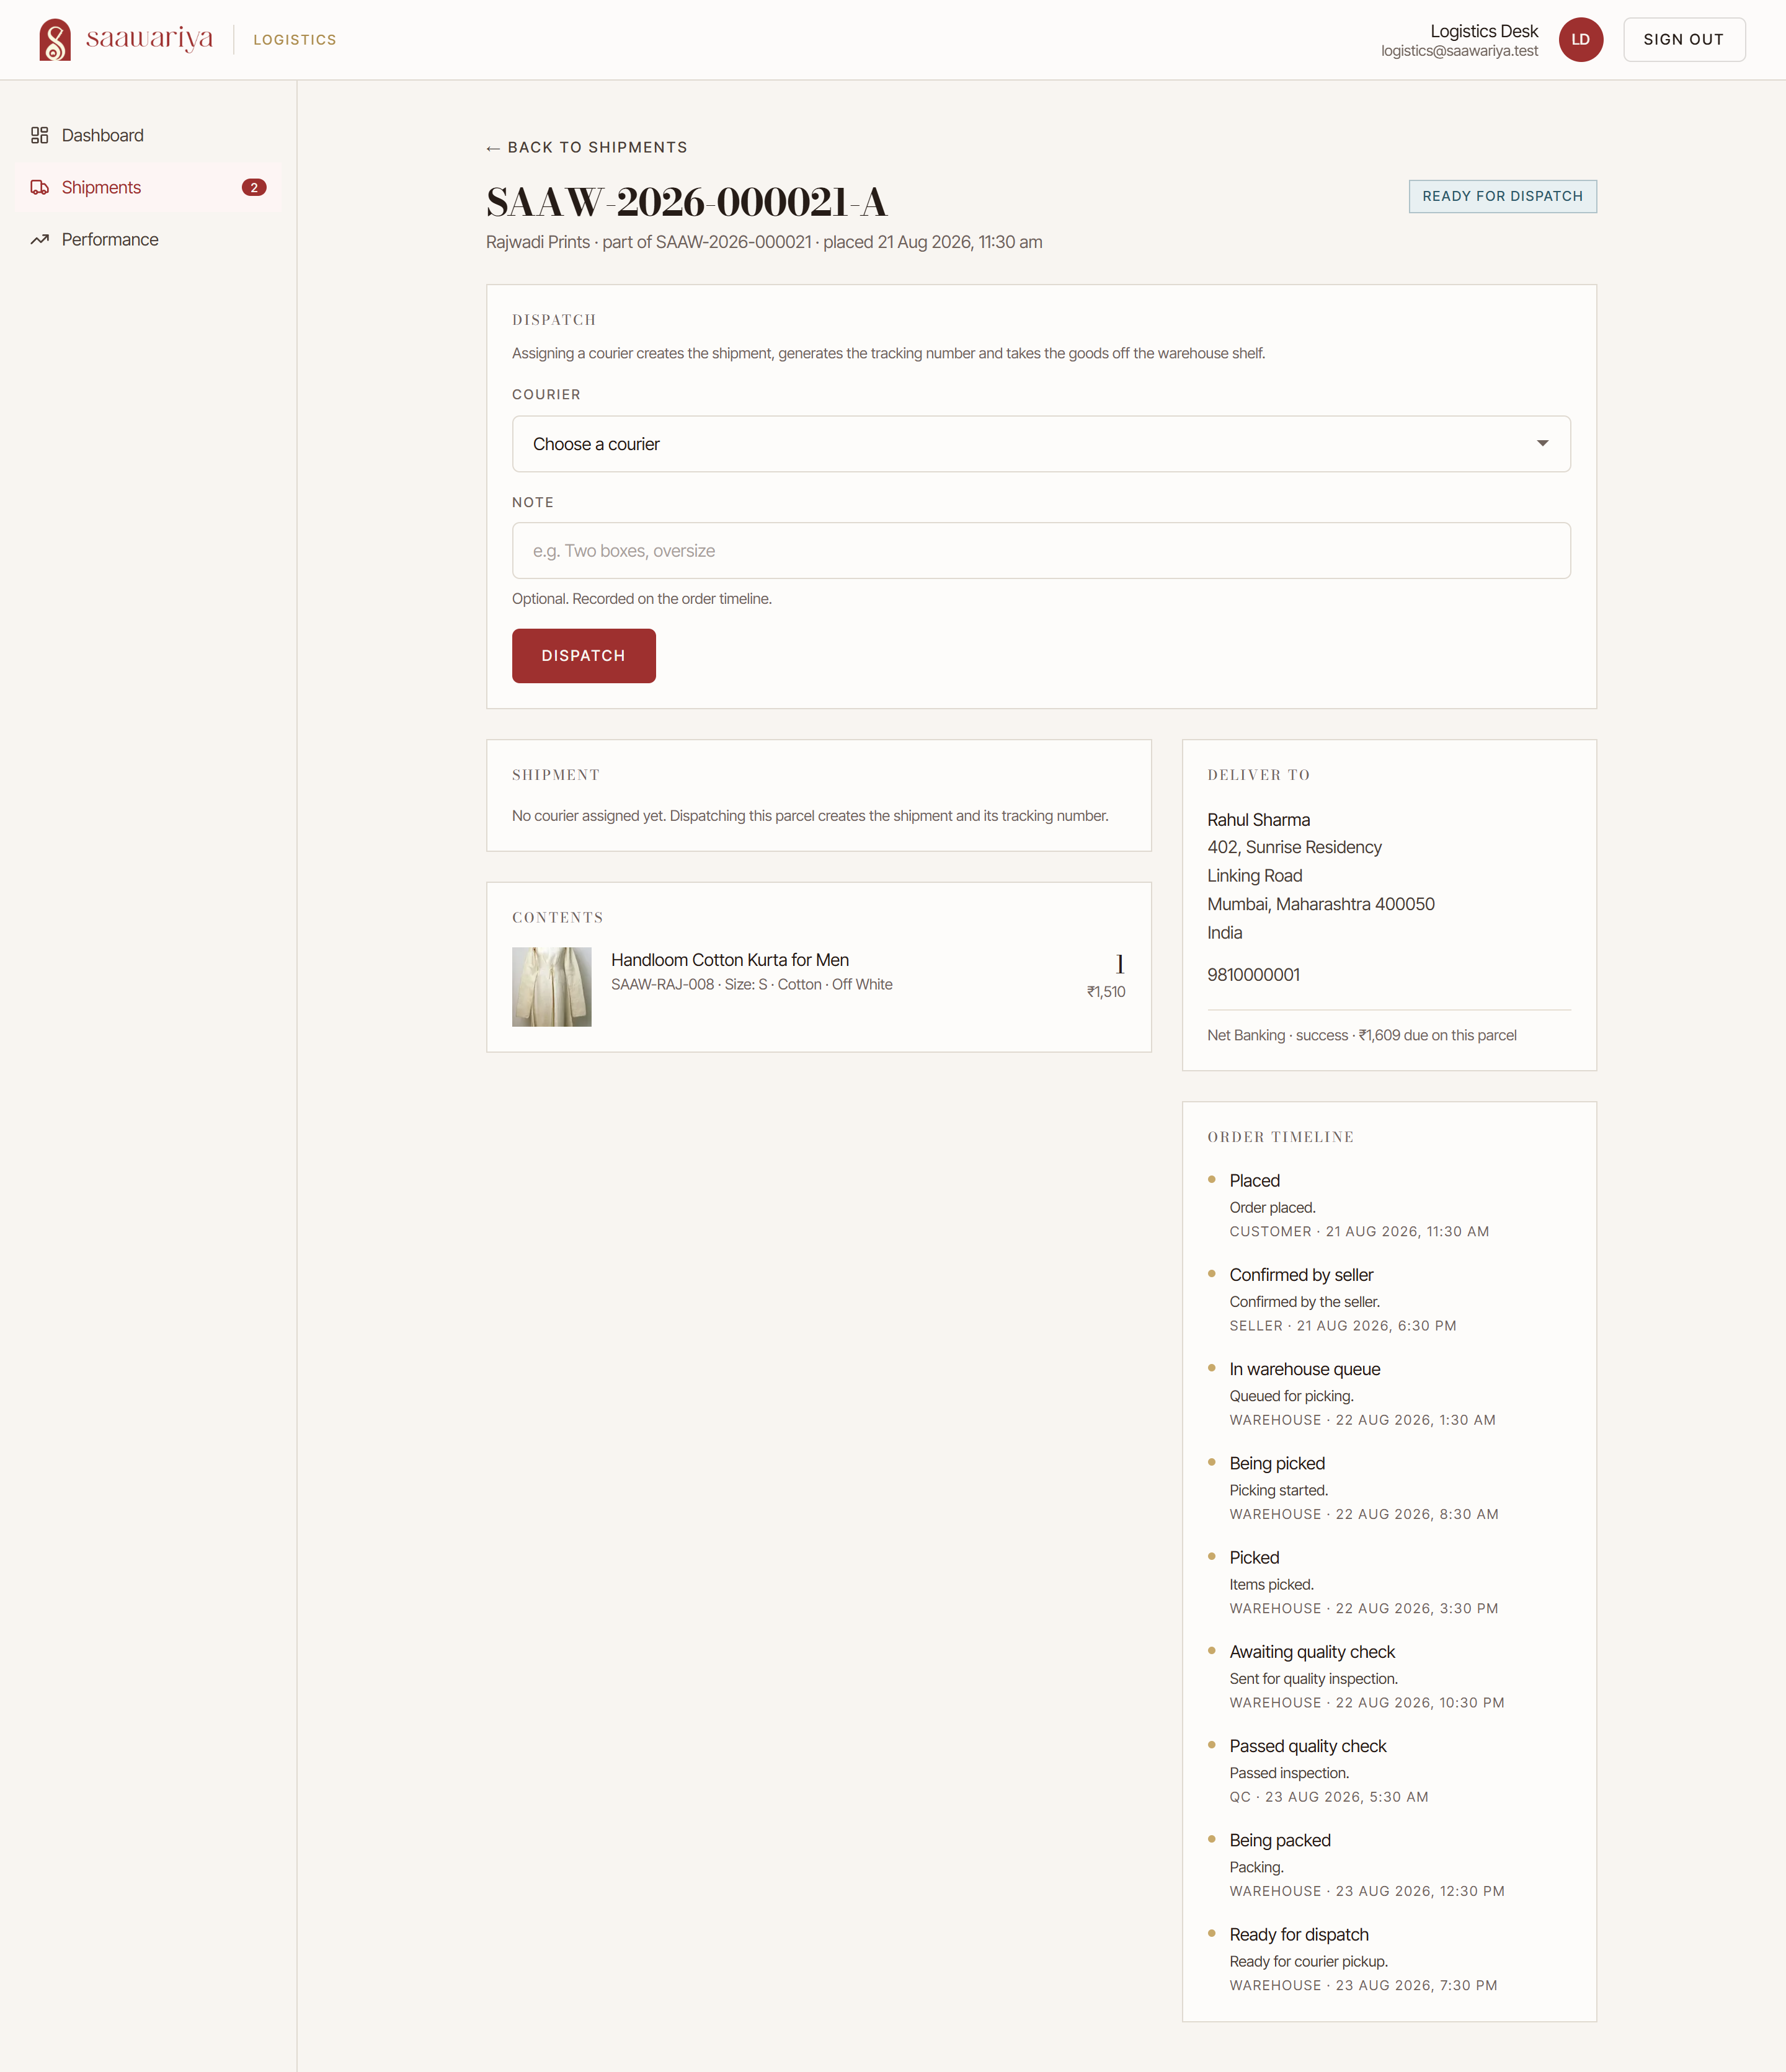 saawariya
LOGISTICS
Logistics Desk
logistics@saawariya.test
LD
SIGN OUT
Dashboard
Shipments 2
Performance
← BACK TO SHIPMENTS
SAAW-2026-000021-A
READY FOR DISPATCH
Rajwadi Prints · part of SAAW-2026-000021 · placed 21 Aug 2026, 11:30 am
DISPATCH
Assigning a courier creates the shipment, generates the tracking number and takes the goods off the warehouse shelf.
COURIER
Choose a courier
NOTE
e.g. Two boxes, oversize
Optional. Recorded on the order timeline.
DISPATCH
SHIPMENT
No courier assigned yet. Dispatching this parcel creates the shipment and its tracking number.
CONTENTS
Handloom Cotton Kurta for Men
1
SAAW-RAJ-008 · Size: S · Cotton · Off White
₹1,510
DELIVER TO
Rahul Sharma
402, Sunrise Residency
Linking Road
Mumbai, Maharashtra 400050
India
9810000001
Net Banking · success · ₹1,609 due on this parcel
ORDER TIMELINE
Placed
Order placed.
CUSTOMER · 21 AUG 2026, 11:30 AM
Confirmed by seller
Confirmed by the seller.
SELLER · 21 AUG 2026, 6:30 PM
In warehouse queue
Queued for picking.
WAREHOUSE · 22 AUG 2026, 1:30 AM
Being picked
Picking started.
WAREHOUSE · 22 AUG 2026, 8:30 AM
Picked
Items picked.
WAREHOUSE · 22 AUG 2026, 3:30 PM
Awaiting quality check
Sent for quality inspection.
WAREHOUSE · 22 AUG 2026, 10:30 PM
Passed quality check
Passed inspection.
QC · 23 AUG 2026, 5:30 AM
Being packed
Packing.
WAREHOUSE · 23 AUG 2026, 12:30 PM
Ready for dispatch
Ready for courier pickup.
WAREHOUSE · 23 AUG 2026, 7:30 PM